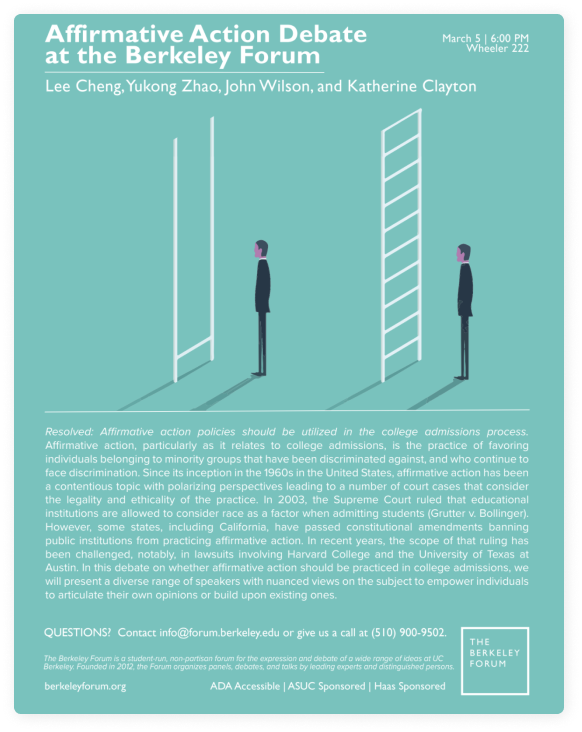 Affirmative Action Debate
at the Berkeley Forum
March 5 | 6:00 PM
Wheeler 222
Lee Cheng, Yukong Zhao, John Wilson, and Katherine Clayton
Resolved: Affirmative action policies should be utilized in the college admissions process.
Affirmative action, particularly as it relates to college admissions, is the practice of favoring
individuals belonging to minority groups that have been discriminated against, and who continue to
face discrimination. Since its inception in the 1960s in the United States, affirmative action has been
a contentious topic with polarizing perspectives leading to a number of court cases that consider
the legality and ethicality of the practice. In 2003, the Supreme Court ruled that educational
institutions are allowed to consider race as a factor when admitting students (Grutter v. Bollinger).
However, some states, including California, have passed constitutional amendments banning
public institutions from practicing affirmative action. In recent years, the scope of that ruling has
been challenged, notably, in lawsuits involving Harvard College and the University of Texas at
Austin. In this debate on whether affirmative action should be practiced in college admissions, we
will present a diverse range of speakers with nuanced views on the subject to empower individuals
to articulate their own opinions or build upon existing ones.
QUESTIONS? Contact info@forum.berkeley.edu or give us a call at (510) 900-9502.
The Berkeley Forum is a student-run, non-partisan forum for the expression and debate of a wide range of ideas at UC
Berkeley. Founded in 2012, the Forum organizes panels, debates, and talks by leading experts and distinguished persons.
berkeleyforum.org
ADA Accessible | ASUC Sponsored | Haas Sponsored
THE
BERKELEY
FORUM